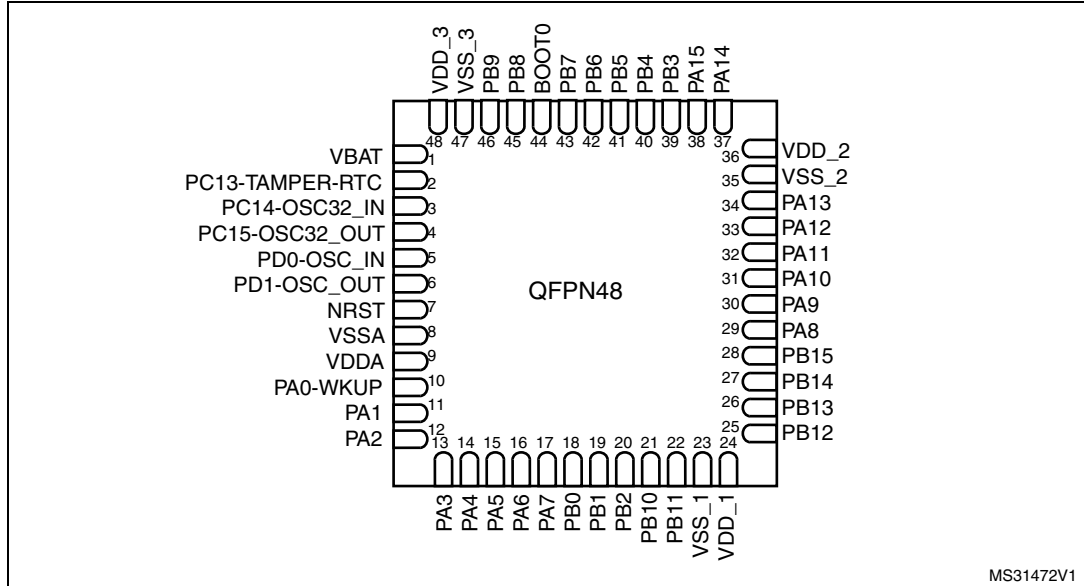 VDD_3
VSS_3
PB9
PB8
BOOT0
PB7
PB6
PB5
PB4
PB3
PA15
PA14
48 47 46 45 44 43 42 41 40 39 38 37
VBAT 1
PC13-TAMPER-RTC 2
PC14-OSC32_IN 3
PC15-OSC32_OUT 4
PD0-OSC_IN 5
PD1-OSC_OUT 6
NRST 7
VSSA 8
VDDA 9
PA0-WKUP 10
PA1 11
PA2 12
QFPN48
36 VDD_2
35 VSS_2
34 PA13
33 PA12
32 PA11
31 PA10
30 PA9
29 PA8
28 PB15
27 PB14
26 PB13
25 PB12
13 14 15 16 17 18 19 20 21 22 23 24
PA3
PA4
PA5
PA6
PA7
PB0
PB1
PB2
PB10
PB11
VSS_1
VDD_1
MS31472V1